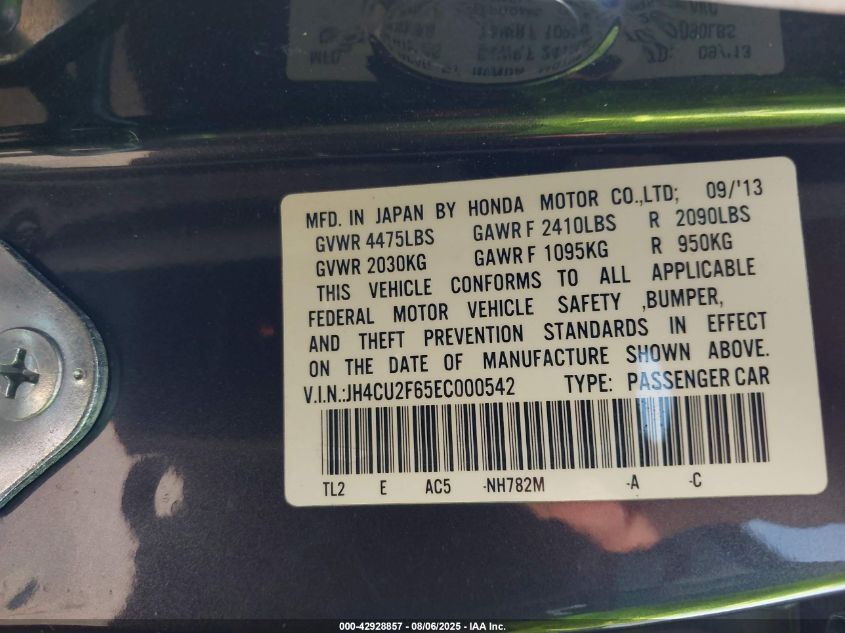 MFD. IN JAPAN BY HONDA MOTOR CO.,LTD; 09/'13
GVWR 4475LBS GAWR F 2410LBS R 2090LBS
GVWR 2030KG GAWR F 1095KG R 950KG
THIS VEHICLE CONFORMS TO ALL APPLICABLE
FEDERAL MOTOR VEHICLE SAFETY ,BUMPER,
AND THEFT PREVENTION STANDARDS IN EFFECT
ON THE DATE OF MANUFACTURE SHOWN ABOVE.
V.I.N.:JH4CU2F65EC000542 TYPE: PASSENGER CAR
TL2 E AC5 -NH782M -A -C
000-42928857 - 08/06/2025 - IAA Inc.